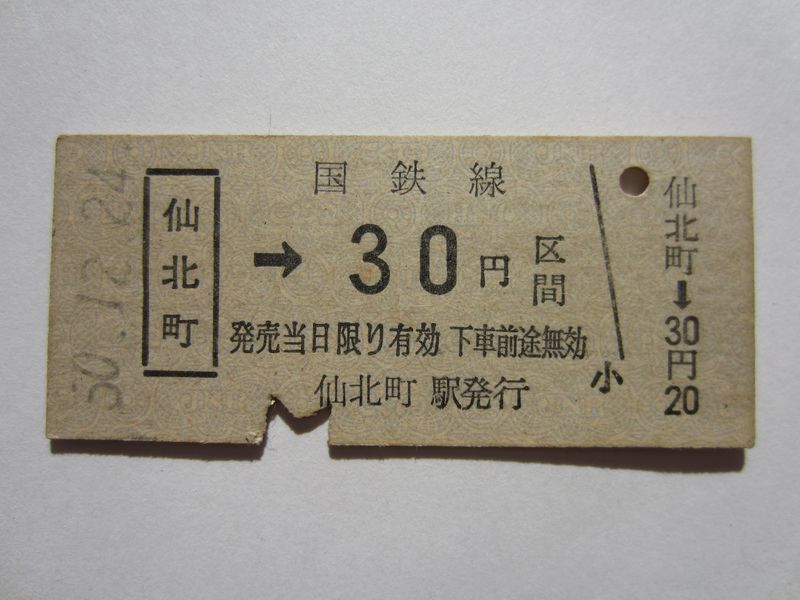 50.12.24
仙北町
国鉄線
➡ 30円区間
発売当日限り有効 下車前途無効
仙北町 駅発行
小
仙北町➡30円20